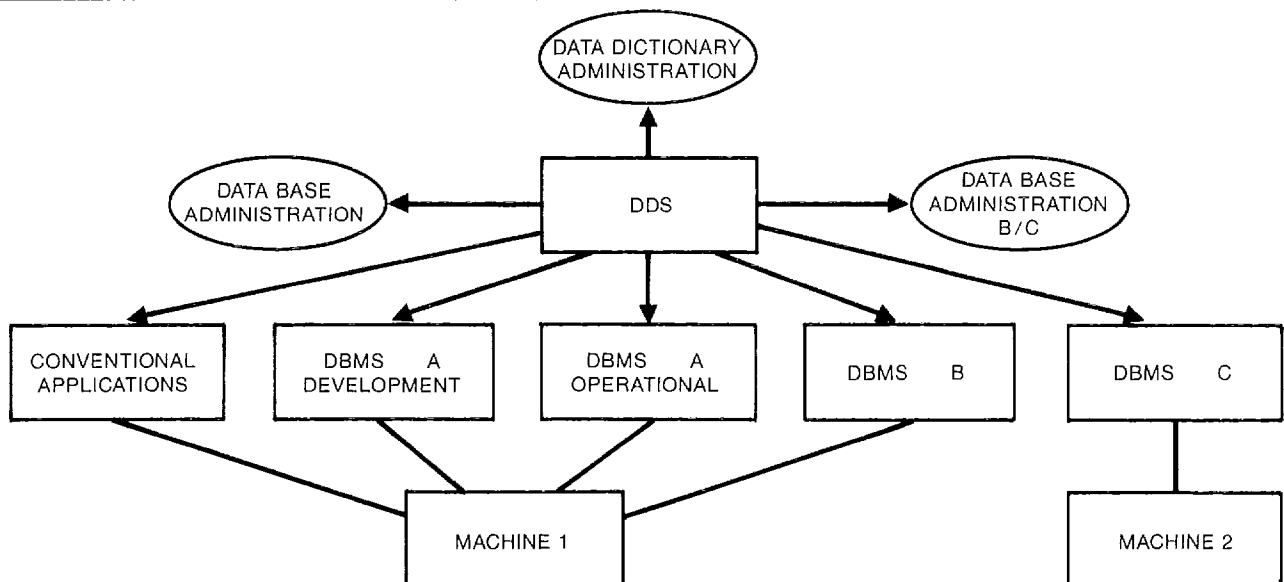 DATA DICTIONARY
ADMINISTRATION
DATA BASE
ADMINISTRATION
DDS
DATA BASE
ADMINISTRATION
B/C
CONVENTIONAL
APPLICATIONS
DBMS A
DEVELOPMENT
DBMS A
OPERATIONAL
DBMS B
DBMS C
MACHINE 1
MACHINE 2